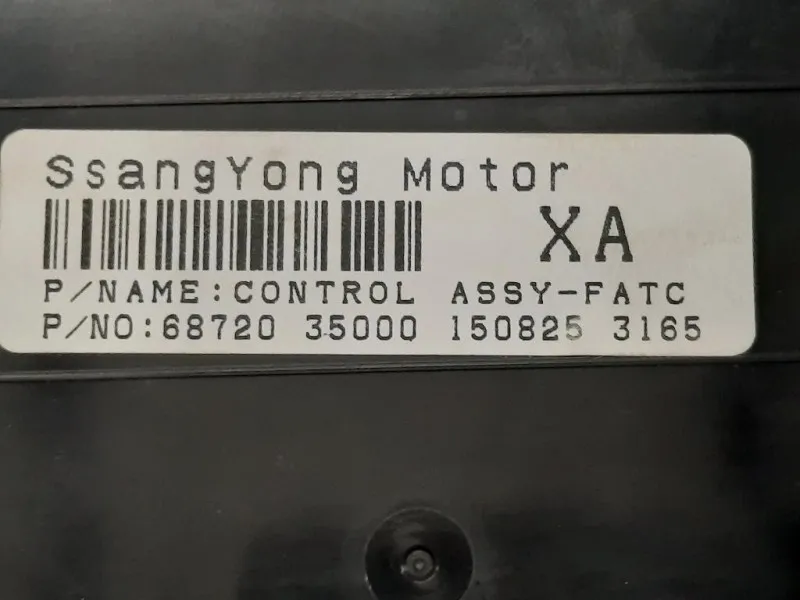 SsangYong Motor
XA
P/NAME:CONTROL ASSY-FATC
P/NO:68720 35000 150825 3165